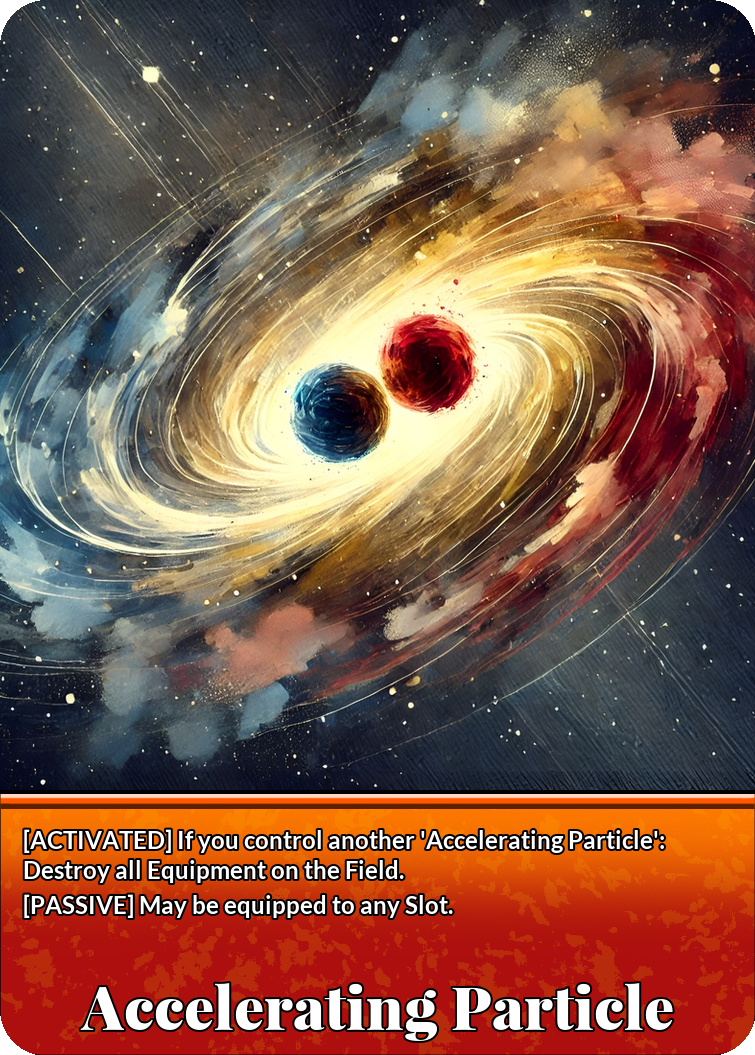 [ACTIVATED] If you control another 'Accelerating Particle':
Destroy all Equipment on the Field.
[PASSIVE] May be equipped to any Slot.
Accelerating Particle